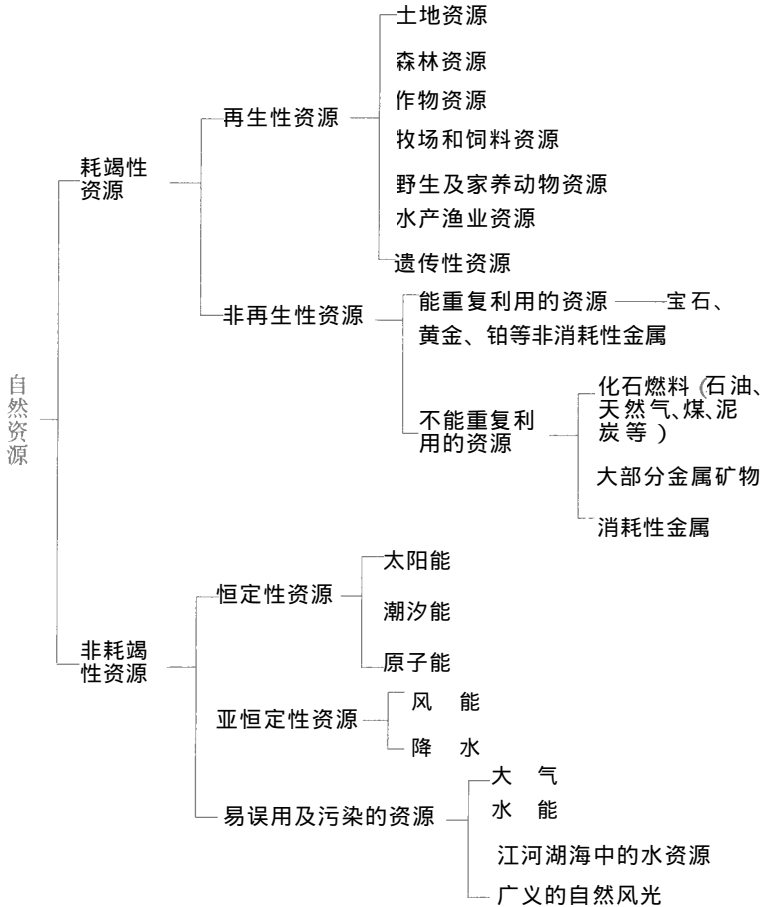 土地资源
森林资源
作物资源
再生性资源
牧场和饲料资源
耗竭性
资源
野生及家养动物资源
水产渔业资源
遗传性资源
非再生性资源
能重复利用的资源
宝石、
黄金、铂等非消耗性金属
自然资源
不能重复利
用的资源
化石燃料(石油、
天然气、煤、泥
炭等)
大部分金属矿物
消耗性金属
太阳能
恒定性资源
潮汐能
原子能
非耗竭
性资源
亚恒定性资源
风 能
降 水
大 气
易误用及污染的资源
水 能
江河湖海中的水资源
广义的自然风光